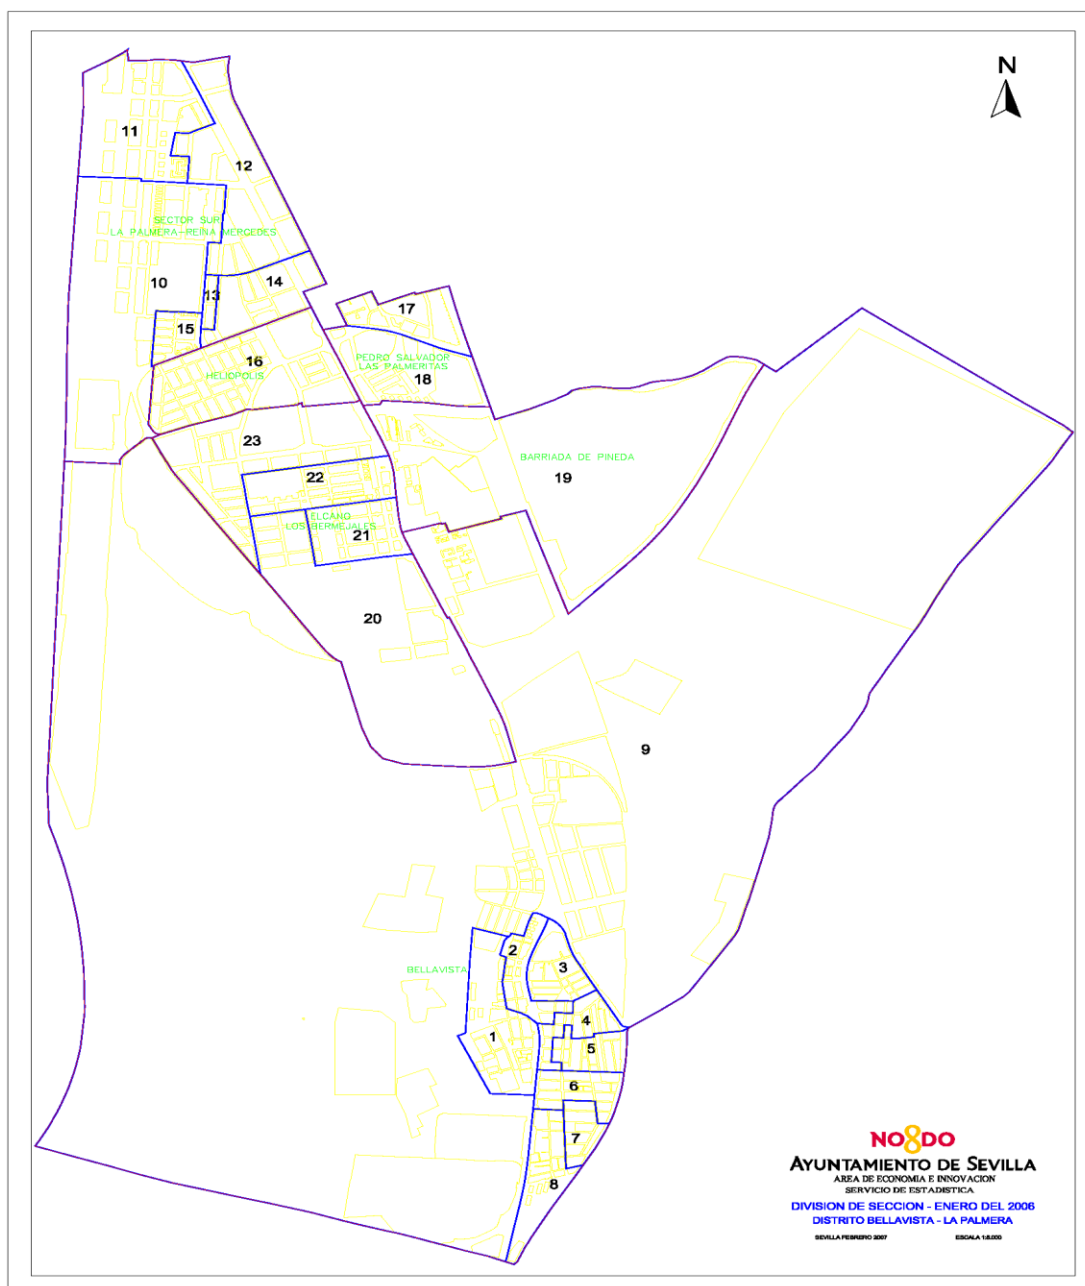 N
11
12
SECTOR SUR
LA PALMERA-REINA MERCEDES
10
13
14
15
17
16
HELIOPOLIS
PEDRO SALVADOR
LAS PALMERITAS
18
23
22
BARRIADA DE PINEDA
19
ELCANO
LOS BERMEJALES
21
20
9
2
3
BELLAVISTA
1
4
5
6
7
8
NO8DO
AYUNTAMIENTO DE SEVILLA
AREA DE ECONOMIA E INNOVACION
SERVICIO DE ESTADISTICA
DIVISION DE SECCION - ENERO DEL 2006
DISTRITO BELLAVISTA - LA PALMERA
SEVILLA FEBRERO 2007 ESCALA 1:8.000